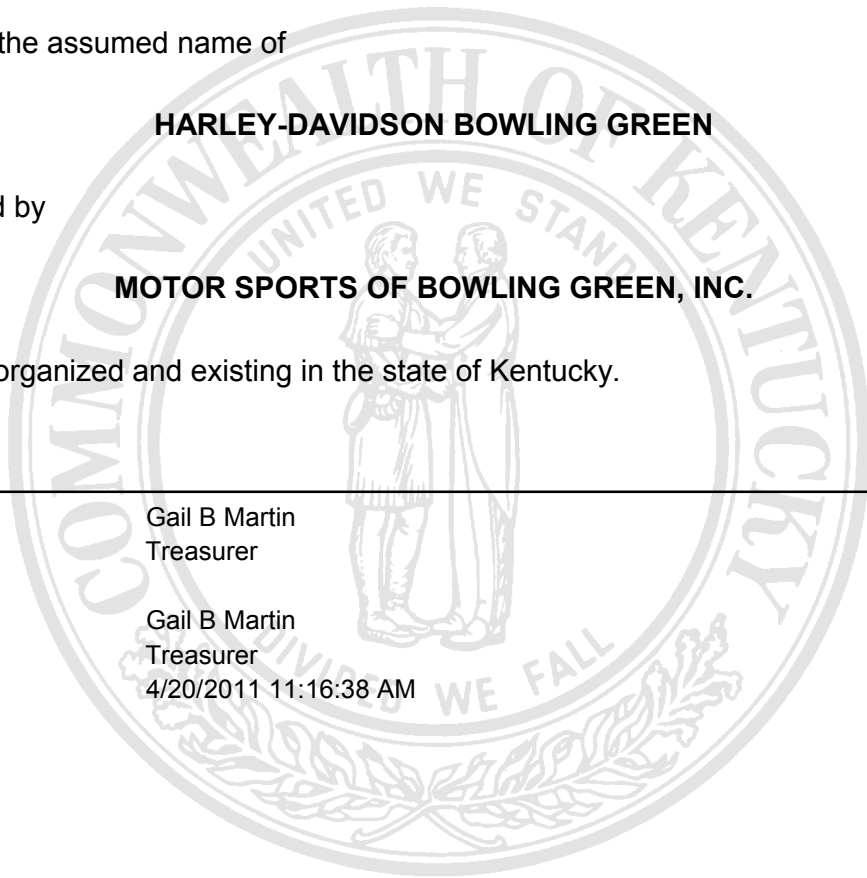 the assumed name of
HARLEY-DAVIDSON BOWLING GREEN
d by
MOTOR SPORTS OF BOWLING GREEN, INC.
organized and existing in the state of Kentucky.
Gail B Martin
Treasurer
Gail B Martin
Treasurer
4/20/2011 11:16:38 AM
COMMONWEALTH OF KENTUCKY
UNITED WE STAND
DIVIDED WE FALL